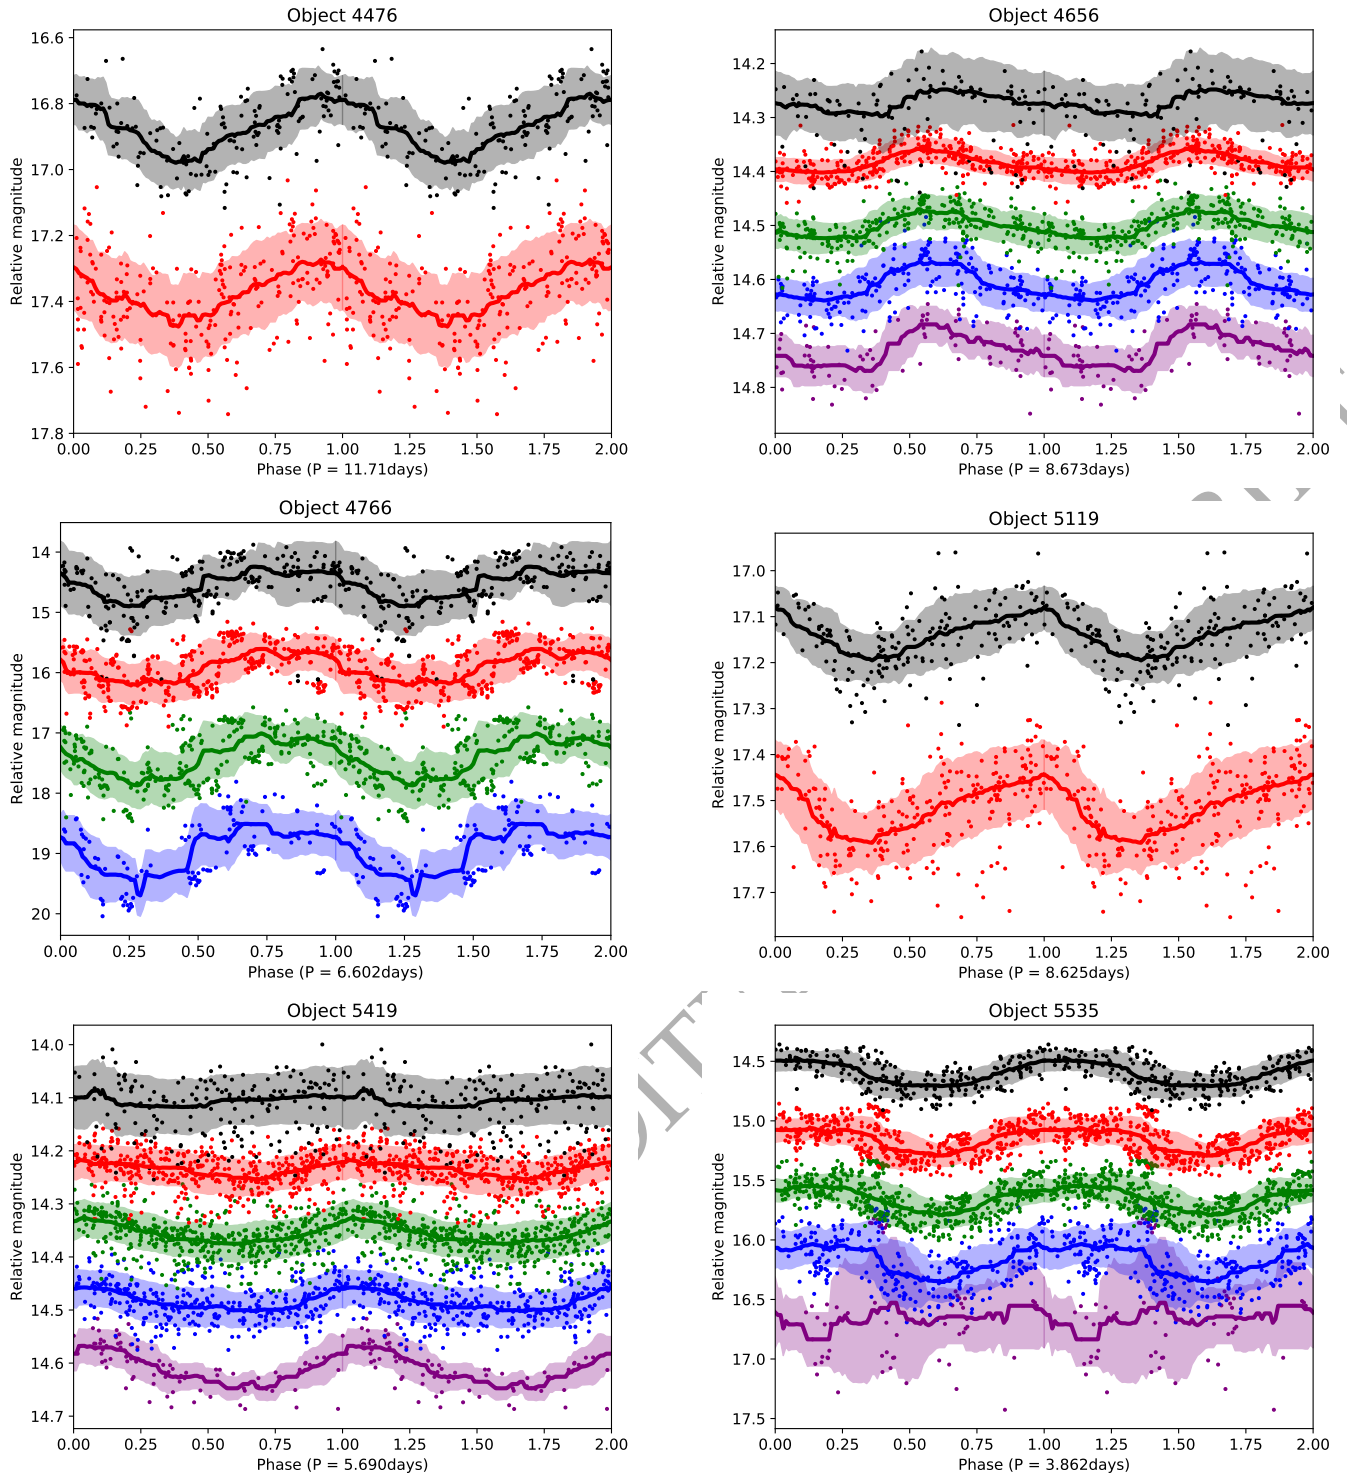 Object 4476
16.6
16.8
17.0
17.2
17.4
17.6
17.8
Relative magnitude
0.00 0.25 0.50 0.75 1.00 1.25 1.50 1.75 2.00
Phase (P = 11.71days)
Object 4656
14.2
14.3
14.4
14.5
14.6
14.7
14.8
Relative magnitude
0.00 0.25 0.50 0.75 1.00 1.25 1.50 1.75 2.00
Phase (P = 8.673days)
Object 4766
14
15
16
17
18
19
20
Relative magnitude
0.00 0.25 0.50 0.75 1.00 1.25 1.50 1.75 2.00
Phase (P = 6.602days)
Object 5119
17.0
17.1
17.2
17.3
17.4
17.5
17.6
17.7
Relative magnitude
0.00 0.25 0.50 0.75 1.00 1.25 1.50 1.75 2.00
Phase (P = 8.625days)
Object 5419
14.0
14.1
14.2
14.3
14.4
14.5
14.6
14.7
Relative magnitude
0.00 0.25 0.50 0.75 1.00 1.25 1.50 1.75 2.00
Phase (P = 5.690days)
Object 5535
14.5
15.0
15.5
16.0
16.5
17.0
17.5
Relative magnitude
0.00 0.25 0.50 0.75 1.00 1.25 1.50 1.75 2.00
Phase (P = 3.862days)